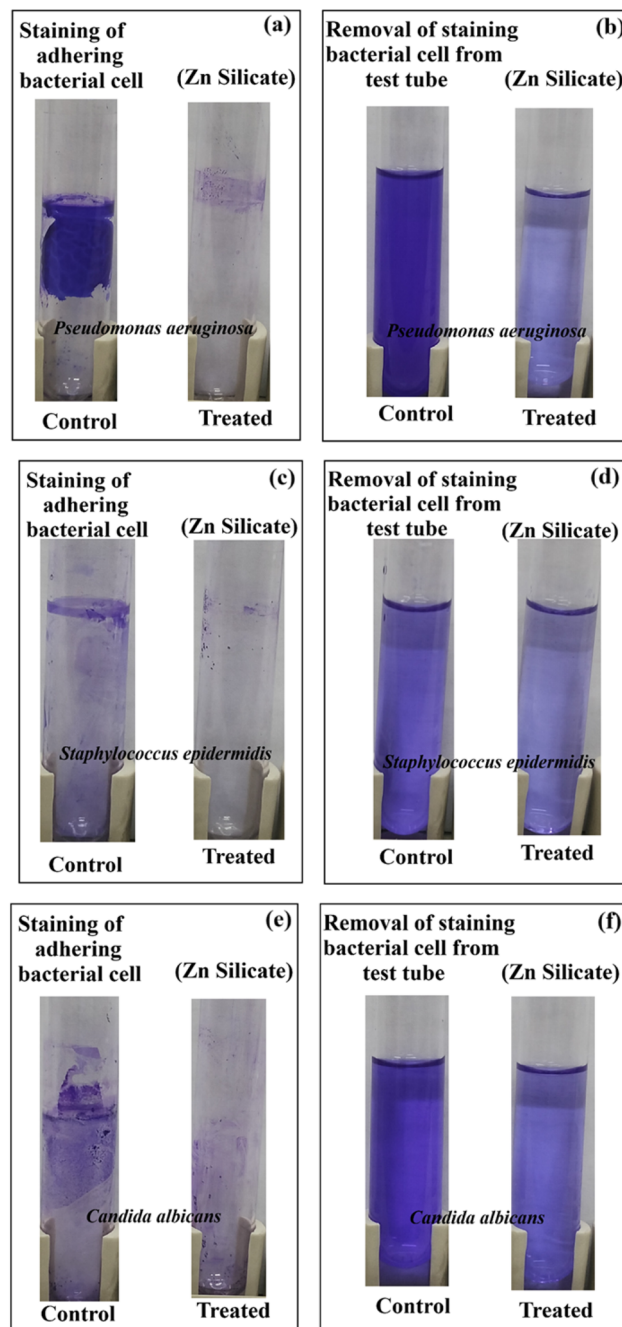 (a)
Staining of
adhering
bacterial cell
(Zn Silicate)
Pseudomonas aeruginosa
Control
Treated
(b)
Removal of staining
bacterial cell from
test tube
(Zn Silicate)
Pseudomonas aeruginosa
Control
Treated
(c)
Staining of
adhering
bacterial cell
(Zn Silicate)
Staphylococcus epidermidis
Control
Treated
(d)
Removal of staining
bacterial cell from
test tube
(Zn Silicate)
Staphylococcus epidermidis
Control
Treated
(e)
Staining of
adhering
bacterial cell
(Zn Silicate)
Candida albicans
Control
Treated
(f)
Removal of staining
bacterial cell from
test tube
(Zn Silicate)
Candida albicans
Control
Treated